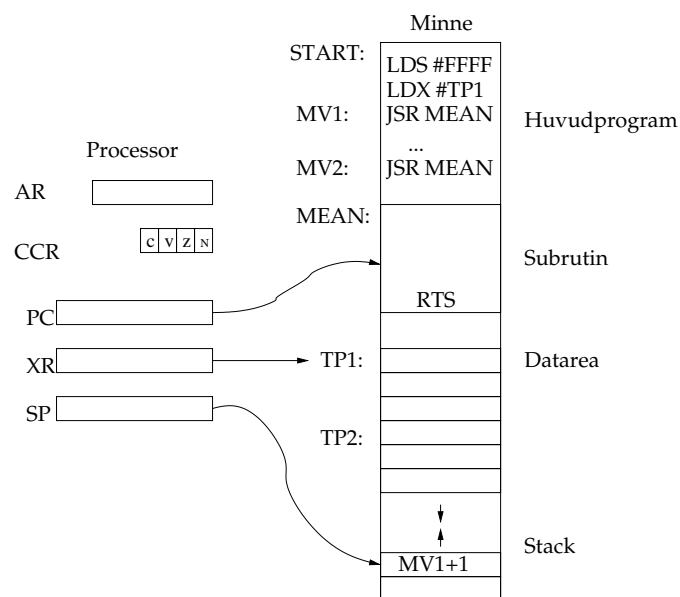 Minne
START:
LDS #FFFF
LDX #TP1
MV1: JSR MEAN
Huvudprogram
...
Processor
MV2: JSR MEAN
AR
MEAN:
CCR
c v z N
Subrutin
RTS
PC
XR
TP1:
Datarea
SP
TP2:
Stack
MV1+1